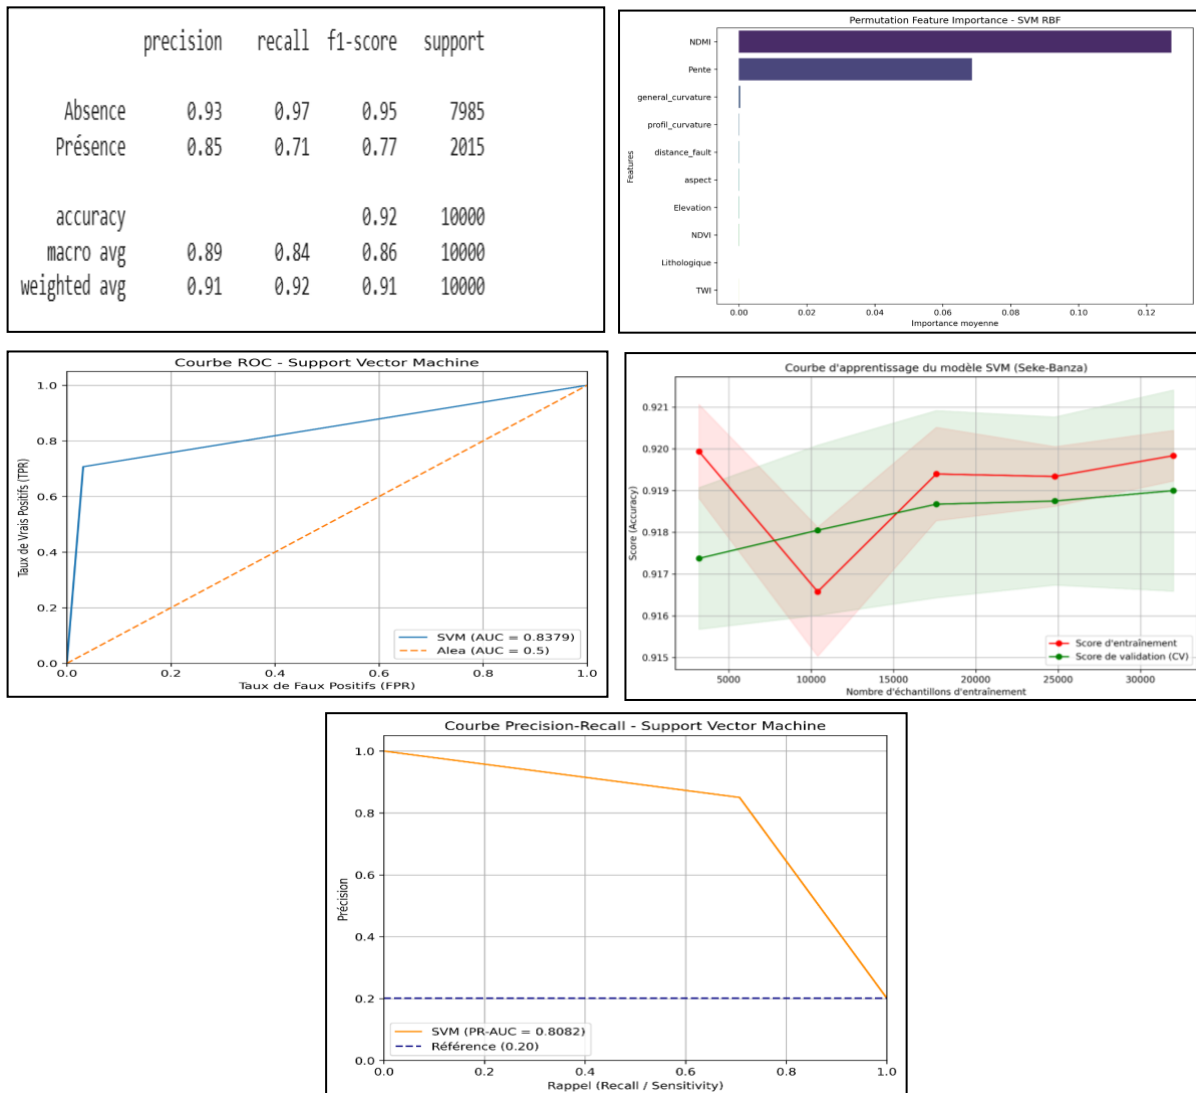 precision recall f1-score support
Absence 0.93 0.97 0.95 7985
Présence 0.85 0.71 0.77 2015
accuracy 0.92 10000
macro avg 0.89 0.84 0.86 10000
weighted avg 0.91 0.92 0.91 10000
Permutation Feature Importance - SVM RBF
Features
NDMI
Pente
general_curvature
profil_curvature
distance_fault
aspect
Elevation
NDVI
Lithologique
TWI
0.00 0.02 0.04 0.06 0.08 0.10 0.12
Importance moyenne
Courbe ROC - Support Vector Machine
Taux de Vrais Positifs (TPR)
1.0
0.8
0.6
0.4
0.2
0.0
SVM (AUC = 0.8379)
Alea (AUC = 0.5)
0.0 0.2 0.4 0.6 0.8 1.0
Taux de Faux Positifs (FPR)
Courbe d'apprentissage du modèle SVM (Seke-Banza)
Score (Accuracy)
0.921
0.920
0.919
0.918
0.917
0.916
0.915
Score d'entraînement
Score de validation (CV)
5000 10000 15000 20000 25000 30000
Nombre d'échantillons d'entraînement
Courbe Precision-Recall - Support Vector Machine
Précision
1.0
0.8
0.6
0.4
0.2
0.0
SVM (PR-AUC = 0.8082)
Référence (0.20)
0.0 0.2 0.4 0.6 0.8 1.0
Rappel (Recall / Sensitivity)